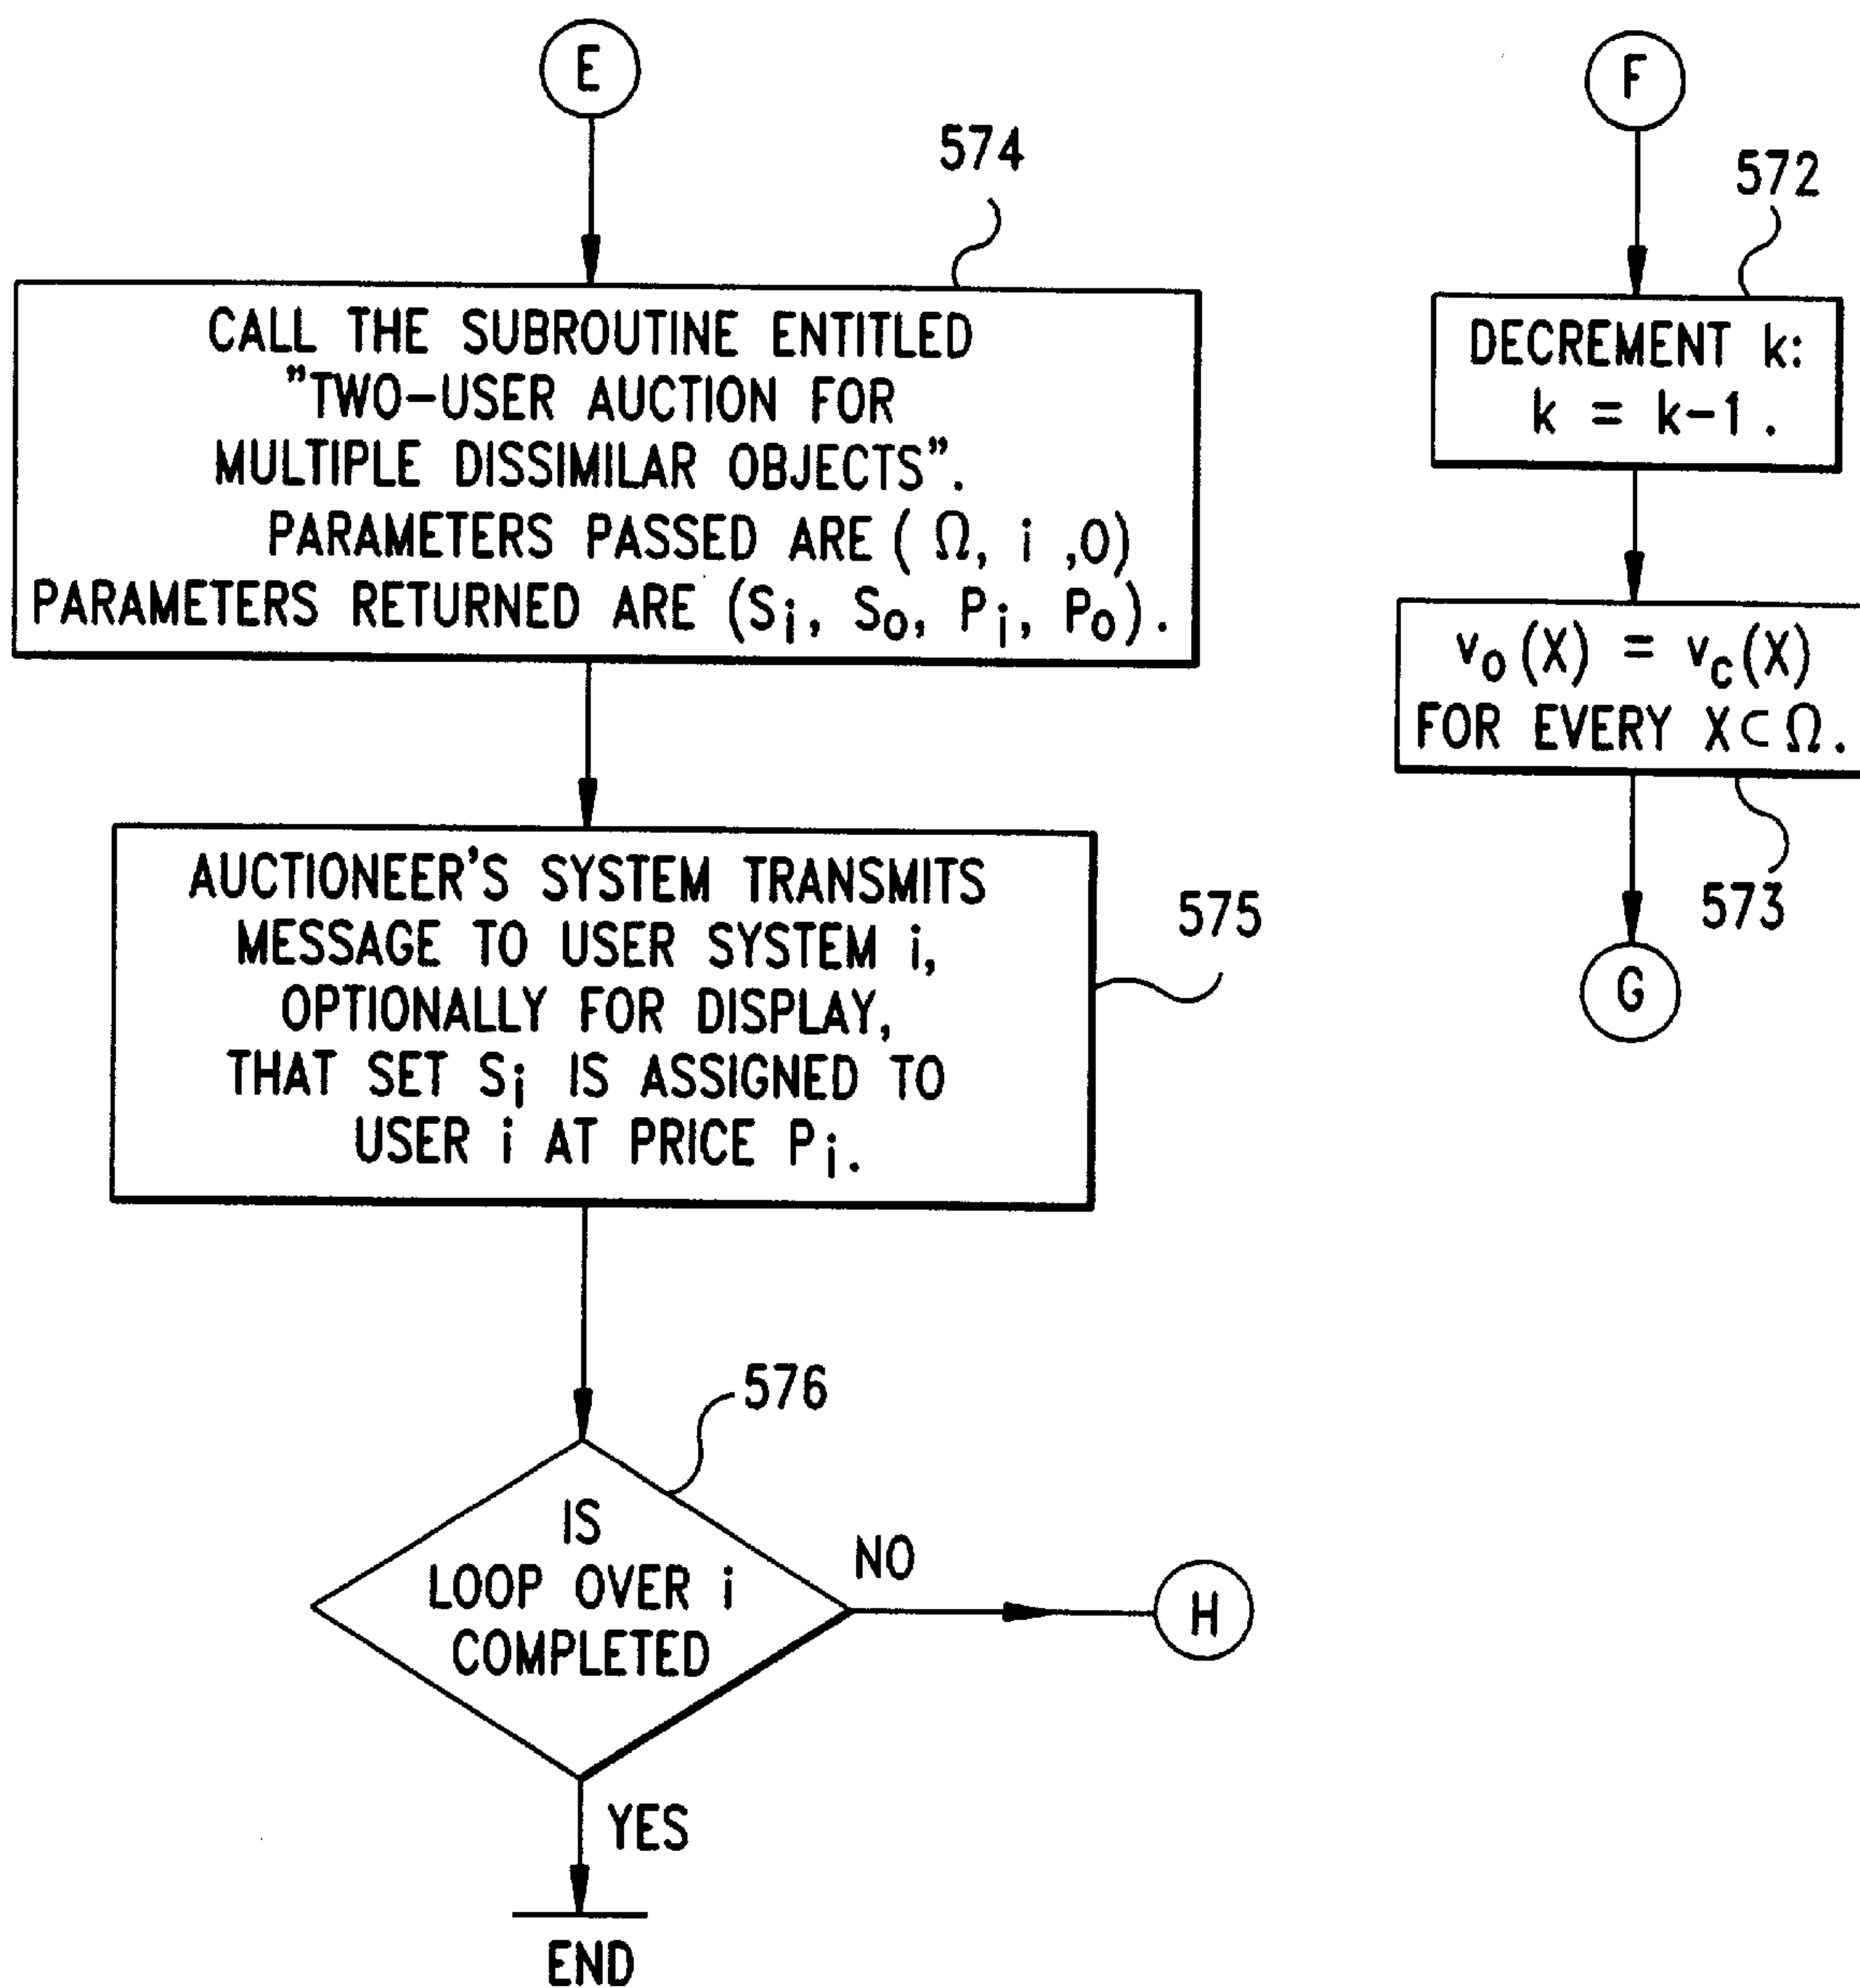 E
574
CALL THE SUBROUTINE ENTITLED
"TWO-USER AUCTION FOR
MULTIPLE DISSIMILAR OBJECTS".
PARAMETERS PASSED ARE ( Ω, i ,0)
PARAMETERS RETURNED ARE (Si, S0, Pi, P0).
AUCTIONEER'S SYSTEM TRANSMITS
MESSAGE TO USER SYSTEM i,
OPTIONALLY FOR DISPLAY,
THAT SET Si IS ASSIGNED TO
USER i AT PRICE Pi.
575
576
IS
LOOP OVER i
COMPLETED
NO
H
YES
END
F
572
DECREMENT k:
k = k-1.
v0(X) = vc(X)
FOR EVERY X⊂Ω.
573
G